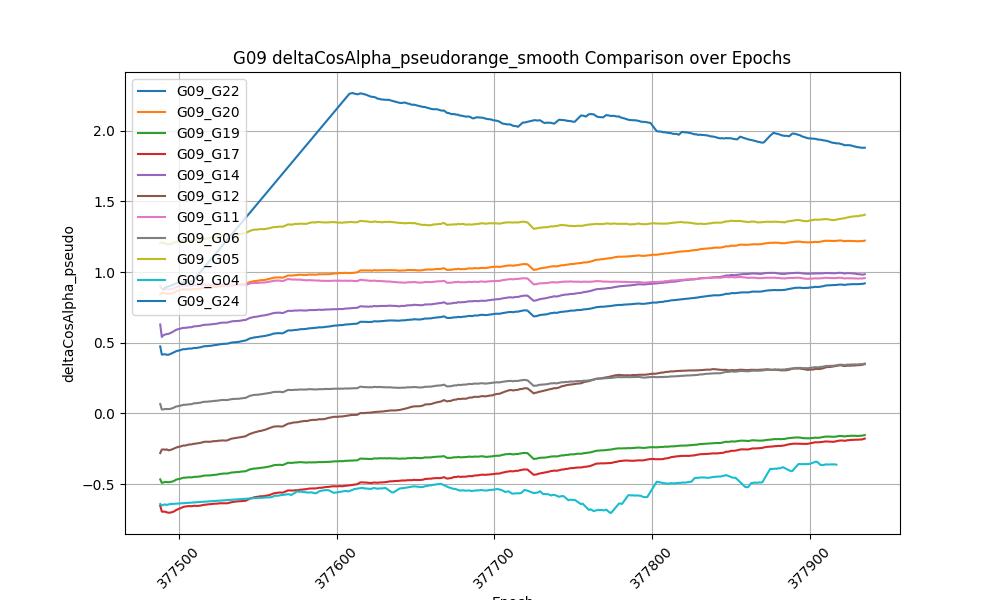 G09 deltaCosAlpha_pseudorange_smooth Comparison over Epochs
deltaCosAlpha_pseudo
2.0
1.5
1.0
0.5
0.0
−0.5
G09_G22
G09_G20
G09_G19
G09_G17
G09_G14
G09_G12
G09_G11
G09_G06
G09_G05
G09_G04
G09_G24
377500
377600
377700
377800
377900
Epoch